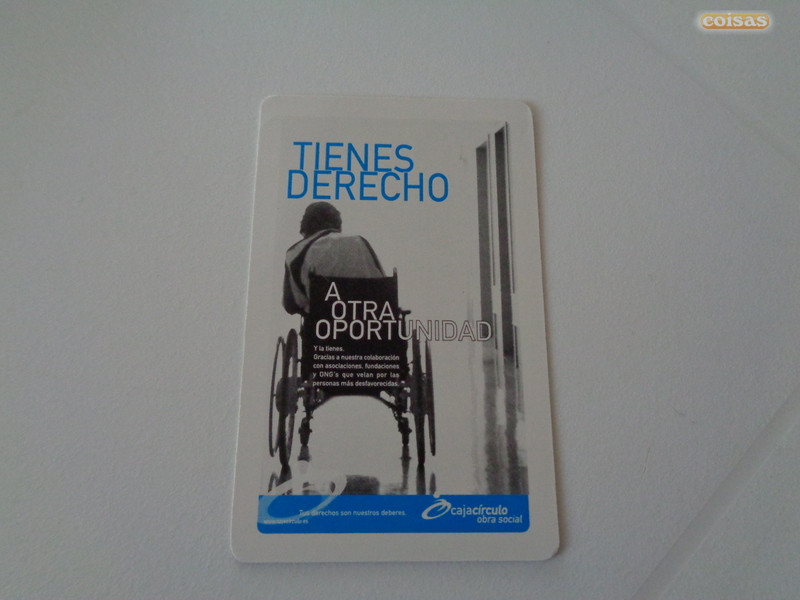 coisas
TIENES
DERECHO
A
OTRA
OPORTUNIDAD
Y la tienes.
Gracias a nuestra colaboración
con asociaciones, fundaciones
y ONG's que velan por las
personas más desfavorecidas.
Tus derechos son nuestros deberes
cajacírculo
obra social